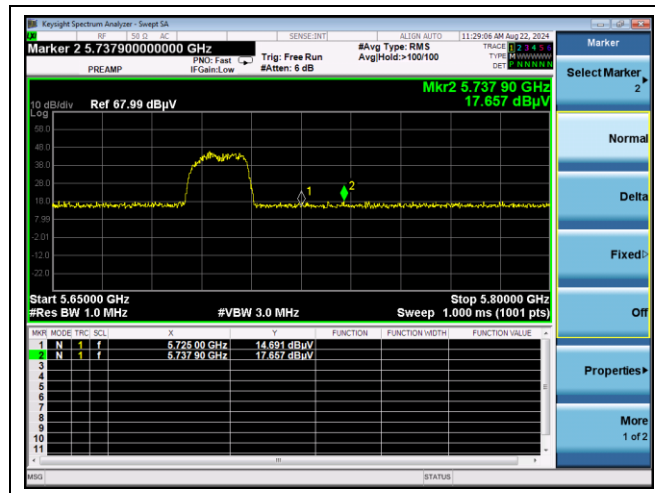 Keysight Spectrum Analyzer - Swept SA
RF 50 Ω AC SENSE:INT ALIGN AUTO 11:29:06 AM Aug 22, 2024
Marker 2 5.737900000000 GHz
PREAMP
PNO: Fast
IFGain:Low
Trig: Free Run
#Atten: 6 dB
#Avg Type: RMS
Avg|Hold:>100/100
TRACE 1 2 3 4 5 6
TYPE M W W W W W
DET P N N N N N
Mkr2 5.737 90 GHz
17.657 dBµV
10 dB/div Ref 67.99 dBµV
Log
58.0
48.0
38.0
28.0
18.0
7.99
-2.01
-12.0
-22.0
1
2
Start 5.65000 GHz Stop 5.80000 GHz
#Res BW 1.0 MHz #VBW 3.0 MHz Sweep 1.000 ms (1001 pts)
MKR MODE TRC SCL X Y FUNCTION FUNCTION WIDTH FUNCTION VALUE
1 N 1 f 5.725 00 GHz 14.691 dBµV
2 N 1 f 5.737 90 GHz 17.657 dBµV
3
4
5
6
7
8
9
10
11
MSG STATUS
Marker
Select Marker
2
Normal
Delta
Fixed
Off
Properties
More
1 of 2